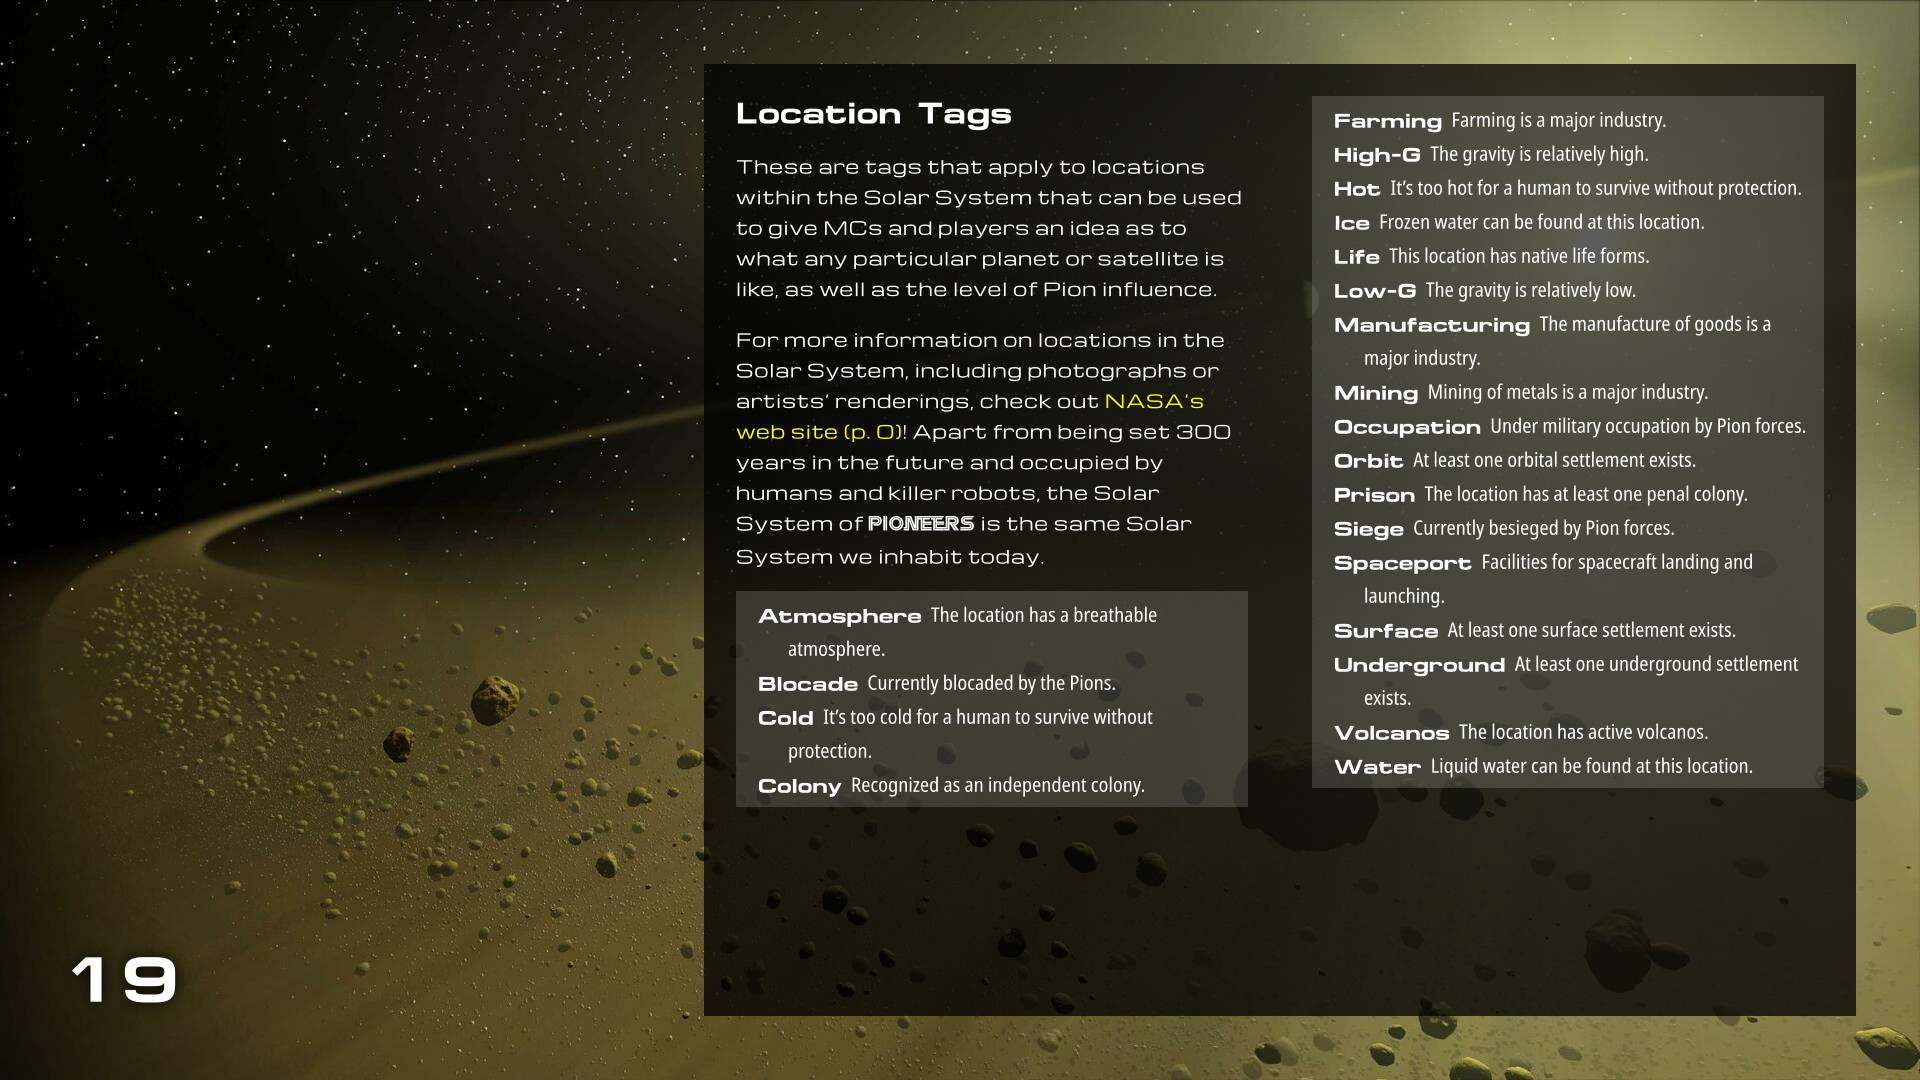 Location Tags
These are tags that apply to locations
within the Solar System that can be used
to give MCs and players an idea as to
what any particular planet or satellite is
like, as well as the level of Pion influence.
For more information on locations in the
Solar System, including photographs or
artists’ renderings, check out NASA’s
web site (p. 0)! Apart from being set 300
years in the future and occupied by
humans and killer robots, the Solar
System of PIONEERS is the same Solar
System we inhabit today.
Atmosphere The location has a breathable
atmosphere.
Blocade Currently blocaded by the Pions.
Cold It’s too cold for a human to survive without
protection.
Colony Recognized as an independent colony.
Farming Farming is a major industry.
High-G The gravity is relatively high.
Hot It’s too hot for a human to survive without protection.
Ice Frozen water can be found at this location.
Life This location has native life forms.
Low-G The gravity is relatively low.
Manufacturing The manufacture of goods is a
major industry.
Mining Mining of metals is a major industry.
Occupation Under military occupation by Pion forces.
Orbit At least one orbital settlement exists.
Prison The location has at least one penal colony.
Siege Currently besieged by Pion forces.
Spaceport Facilities for spacecraft landing and
launching.
Surface At least one surface settlement exists.
Underground At least one underground settlement
exists.
Volcanos The location has active volcanos.
Water Liquid water can be found at this location.
19